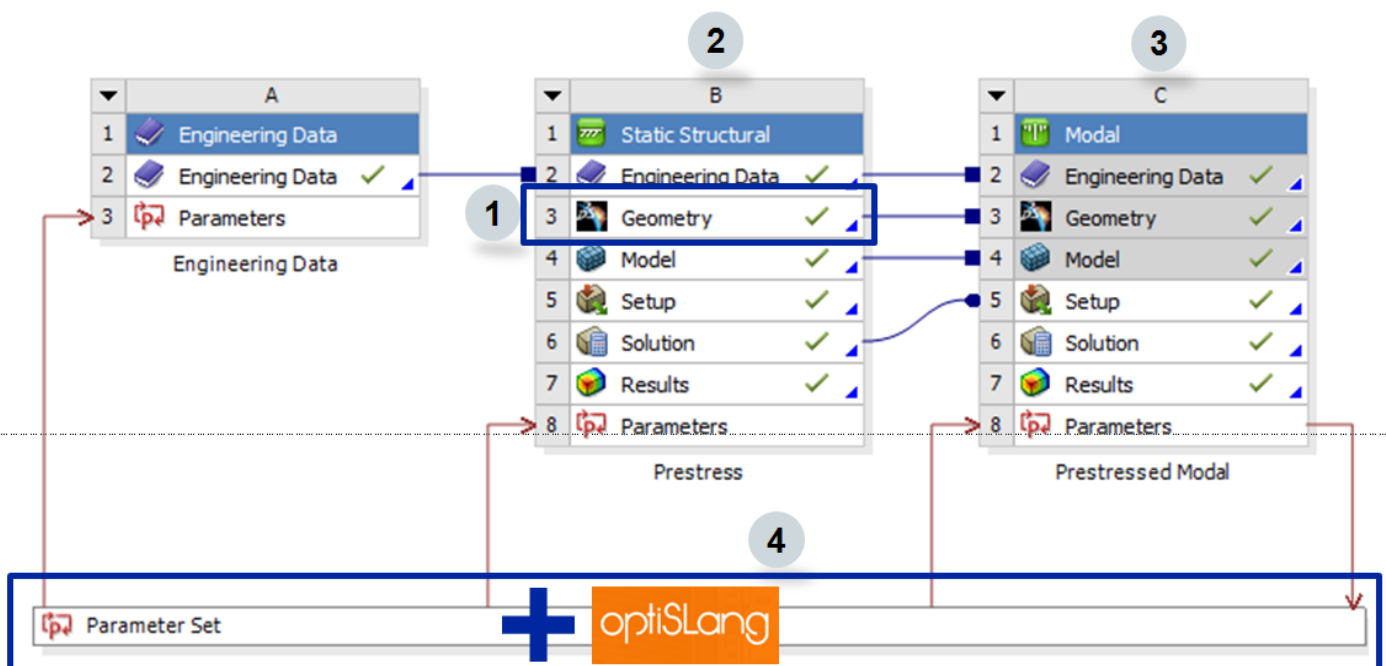 2
3
A
B
C
1 Engineering Data
1 Static Structural
1 Modal
2 Engineering Data
2 Engineering Data
2 Engineering Data
1
3 Parameters
3 Geometry
3 Geometry
Engineering Data
4 Model
4 Model
5 Setup
5 Setup
6 Solution
6 Solution
7 Results
7 Results
8 Parameters
8 Parameters
Prestress
Prestressed Modal
4
Parameter Set
optiSLang